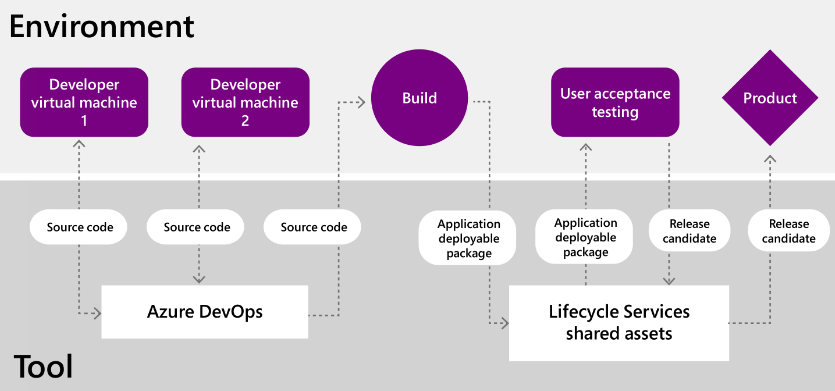 Environment
Developer
virtual machine
1
Developer
virtual machine
2
Build
User acceptance
testing
Product
Source code
Source code
Source code
Application
deployable
package
Application
deployable
package
Release
candidate
Release
candidate
Azure DevOps
Lifecycle Services
shared assets
Tool